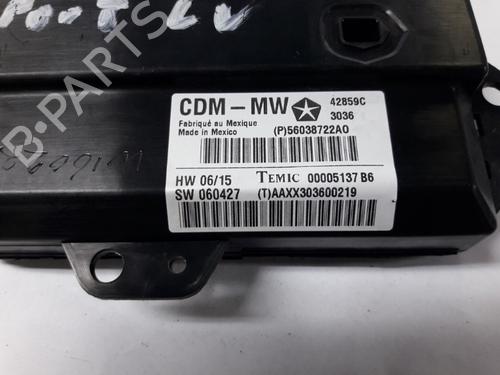 CDM-MW 42859C
3036
Fabriqué au Mexique
Made in Mexico (P)56038722AO
HW 06/15 TEMIC 00005137 B6
SW 060427 (T)AAXX303600219
B-PARTS